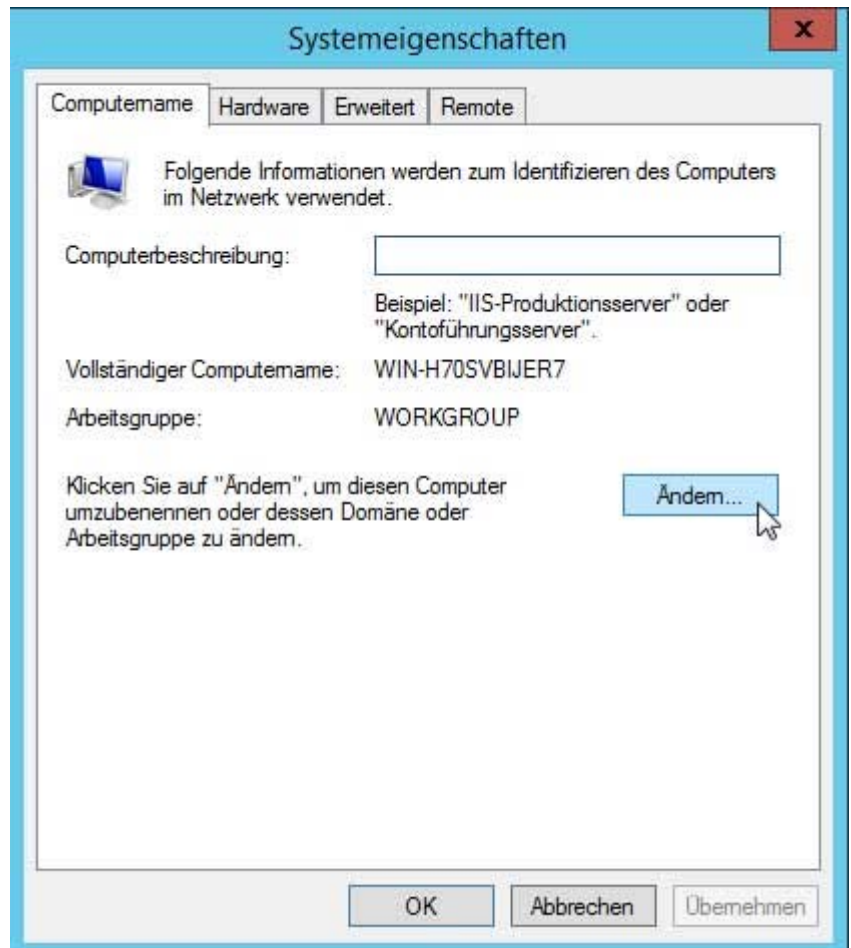 Systemeigenschaften
x
Computername Hardware Erweitert Remote
Folgende Informationen werden zum Identifizieren des Computers
im Netzwerk verwendet.
Computerbeschreibung:
Beispiel: "IIS-Produktionsserver" oder
"Kontoführungsserver".
Vollständiger Computername: WIN-H70SVBIJER7
Arbeitsgruppe: WORKGROUP
Klicken Sie auf "Ändern", um diesen Computer
umzubenennen oder dessen Domäne oder
Arbeitsgruppe zu ändern.
Ändern...
OK Abbrechen Übernehmen